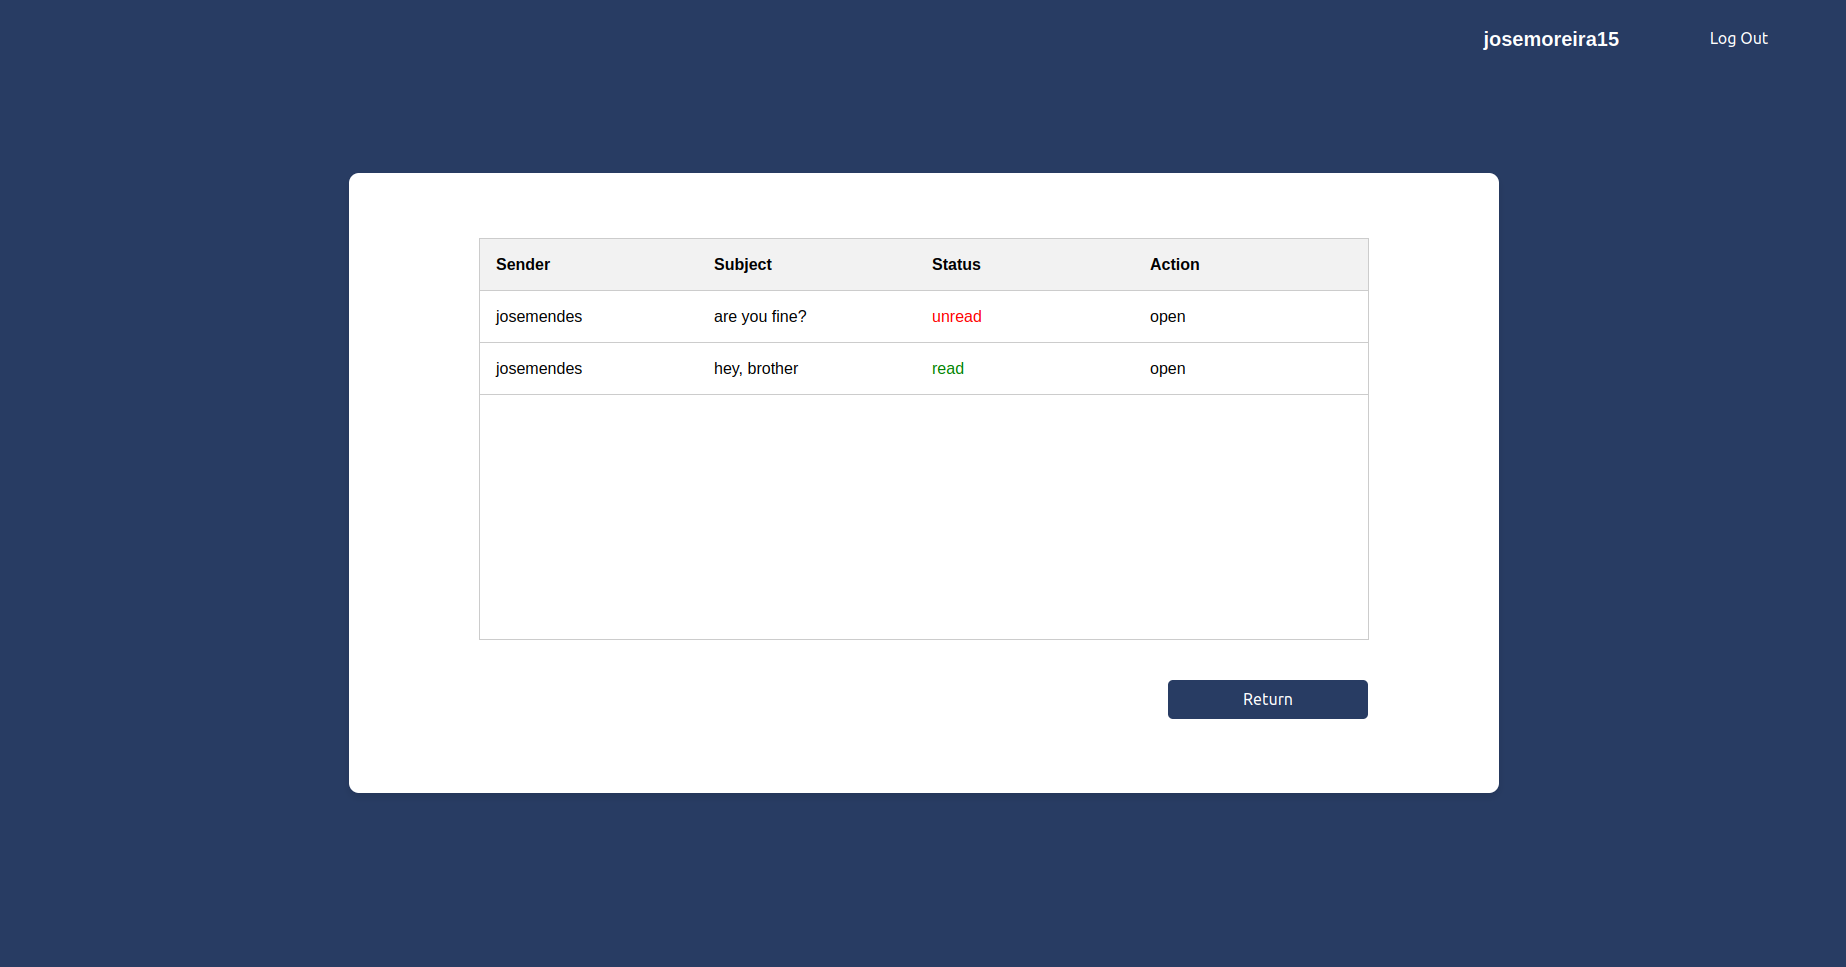 josemoreira15 Log Out
Sender Subject Status Action
josemendes are you fine? unread open
josemendes hey, brother read open
Return